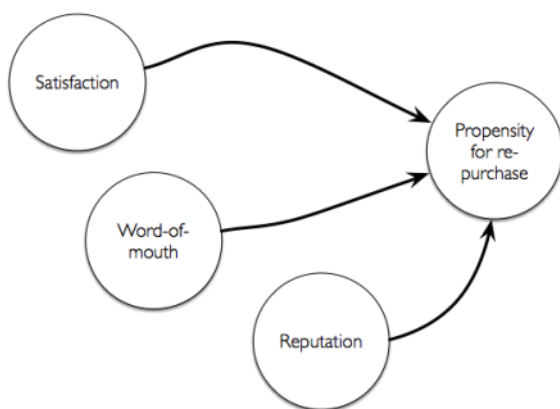 Satisfaction
Propensity
for re-
purchase
Word-of-
mouth
Reputation